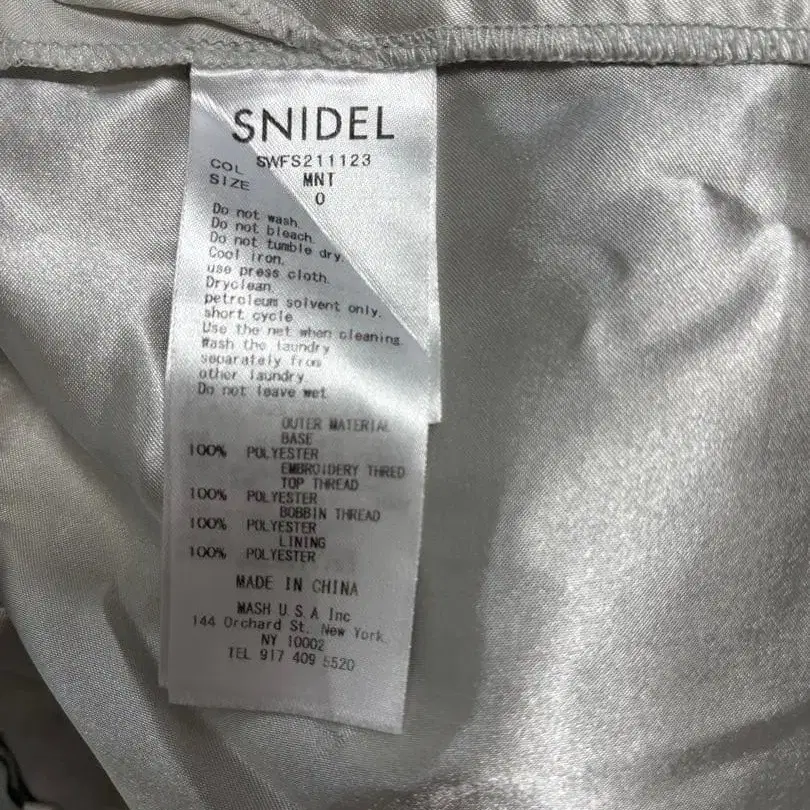 SNIDEL
SWFS211123
COL MNT
SIZE 0
Do not wash.
Do not bleach.
Do not tumble dry.
Cool iron.
use press cloth.
Dryclean.
petroleum solvent only.
short cycle
Use the net when cleaning.
Wash the laundry
separately from
other laundry
Do not leave wet
OUTER MATERIAL
BASE
100% POLYESTER
EMBROIDERY THRED
TOP THREAD
100% POLYESTER
BOBBIN THREAD
100% POLYESTER
LINING
100% POLYESTER
MADE IN CHINA
MASH U.S.A Inc
144 Orchard St. New York
NY 10002
TEL 917 409 5520